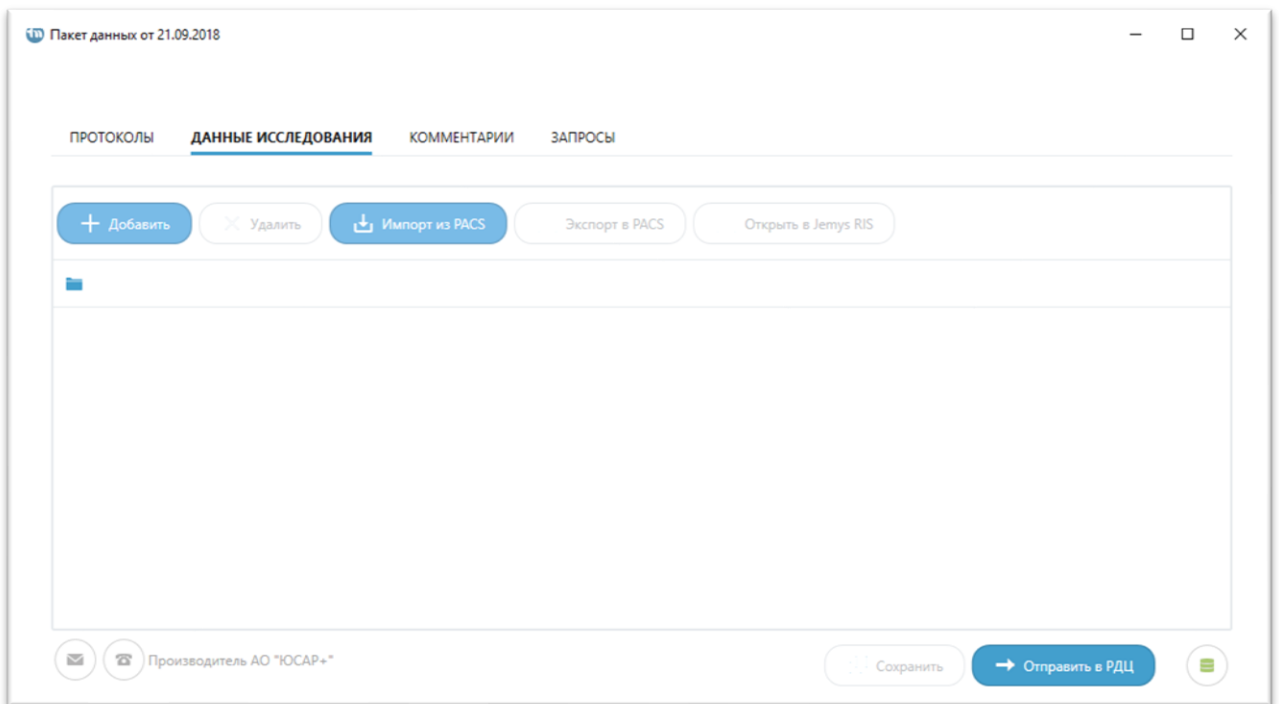 Пакет данных от 21.09.2018
ПРОТОКОЛЫ ДАННЫЕ ИССЛЕДОВАНИЯ КОММЕНТАРИИ ЗАПРОСЫ
Добавить Удалить Импорт из PACS Экспорт в PACS Открыть в Jemys RIS
Производитель АО "ЮСАР+" Сохранить Отправить в РДЦ